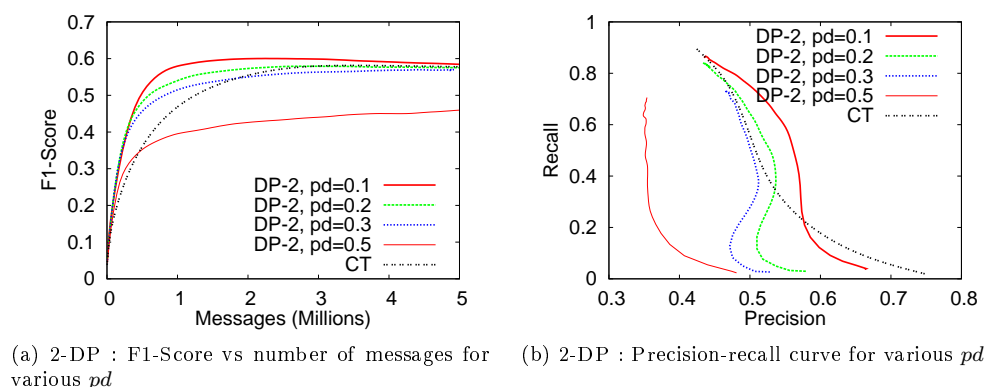 0.7
0.6
0.5
0.4
0.3
0.2
0.1
0
F1-Score
DP-2, pd=0.1
DP-2, pd=0.2
DP-2, pd=0.3
DP-2, pd=0.5
CT
0 1 2 3 4 5
Messages (Millions)
(a) 2-DP : F1-Score vs number of messages for
various pd
1
0.8
0.6
0.4
0.2
0
Recall
DP-2, pd=0.1
DP-2, pd=0.2
DP-2, pd=0.3
DP-2, pd=0.5
CT
0.3 0.4 0.5 0.6 0.7 0.8
Precision
(b) 2-DP : Precision-recall curve for various pd